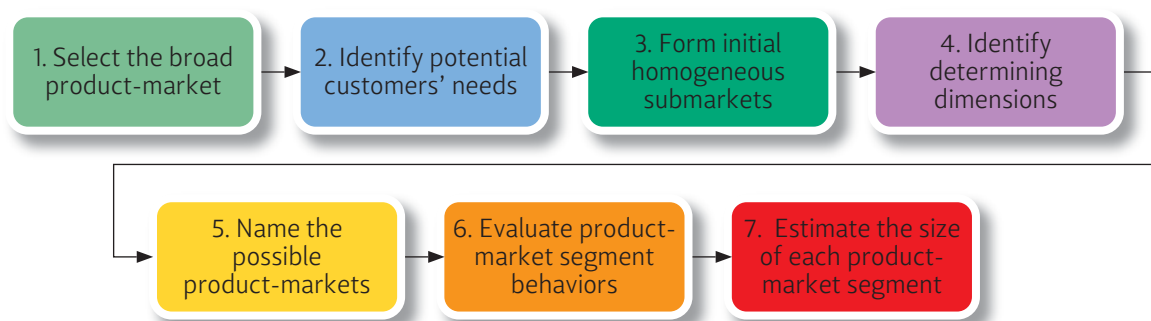 1. Select the broad
product-market
2. Identify potential
customers’ needs
3. Form initial
homogeneous
submarkets
4. Identify
determining
dimensions
5. Name the
possible
product-markets
6. Evaluate product-
market segment
behaviors
7. Estimate the size
of each product-
market segment